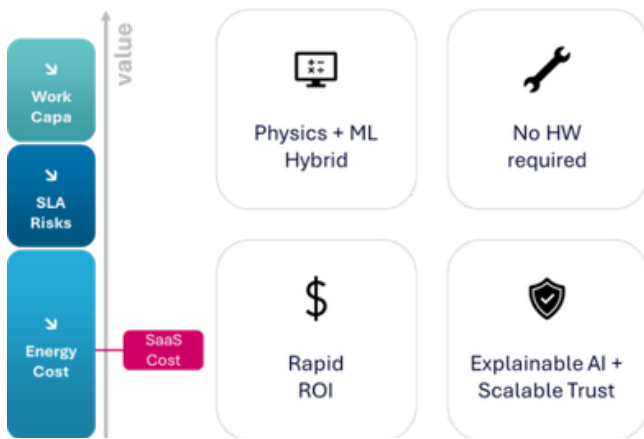 value
↘
Work
Capa
↘
SLA
Risks
↘
Energy
Cost
SaaS
Cost
Physics + ML
Hybrid
No HW
required
$
Rapid
ROI
Explainable AI +
Scalable Trust